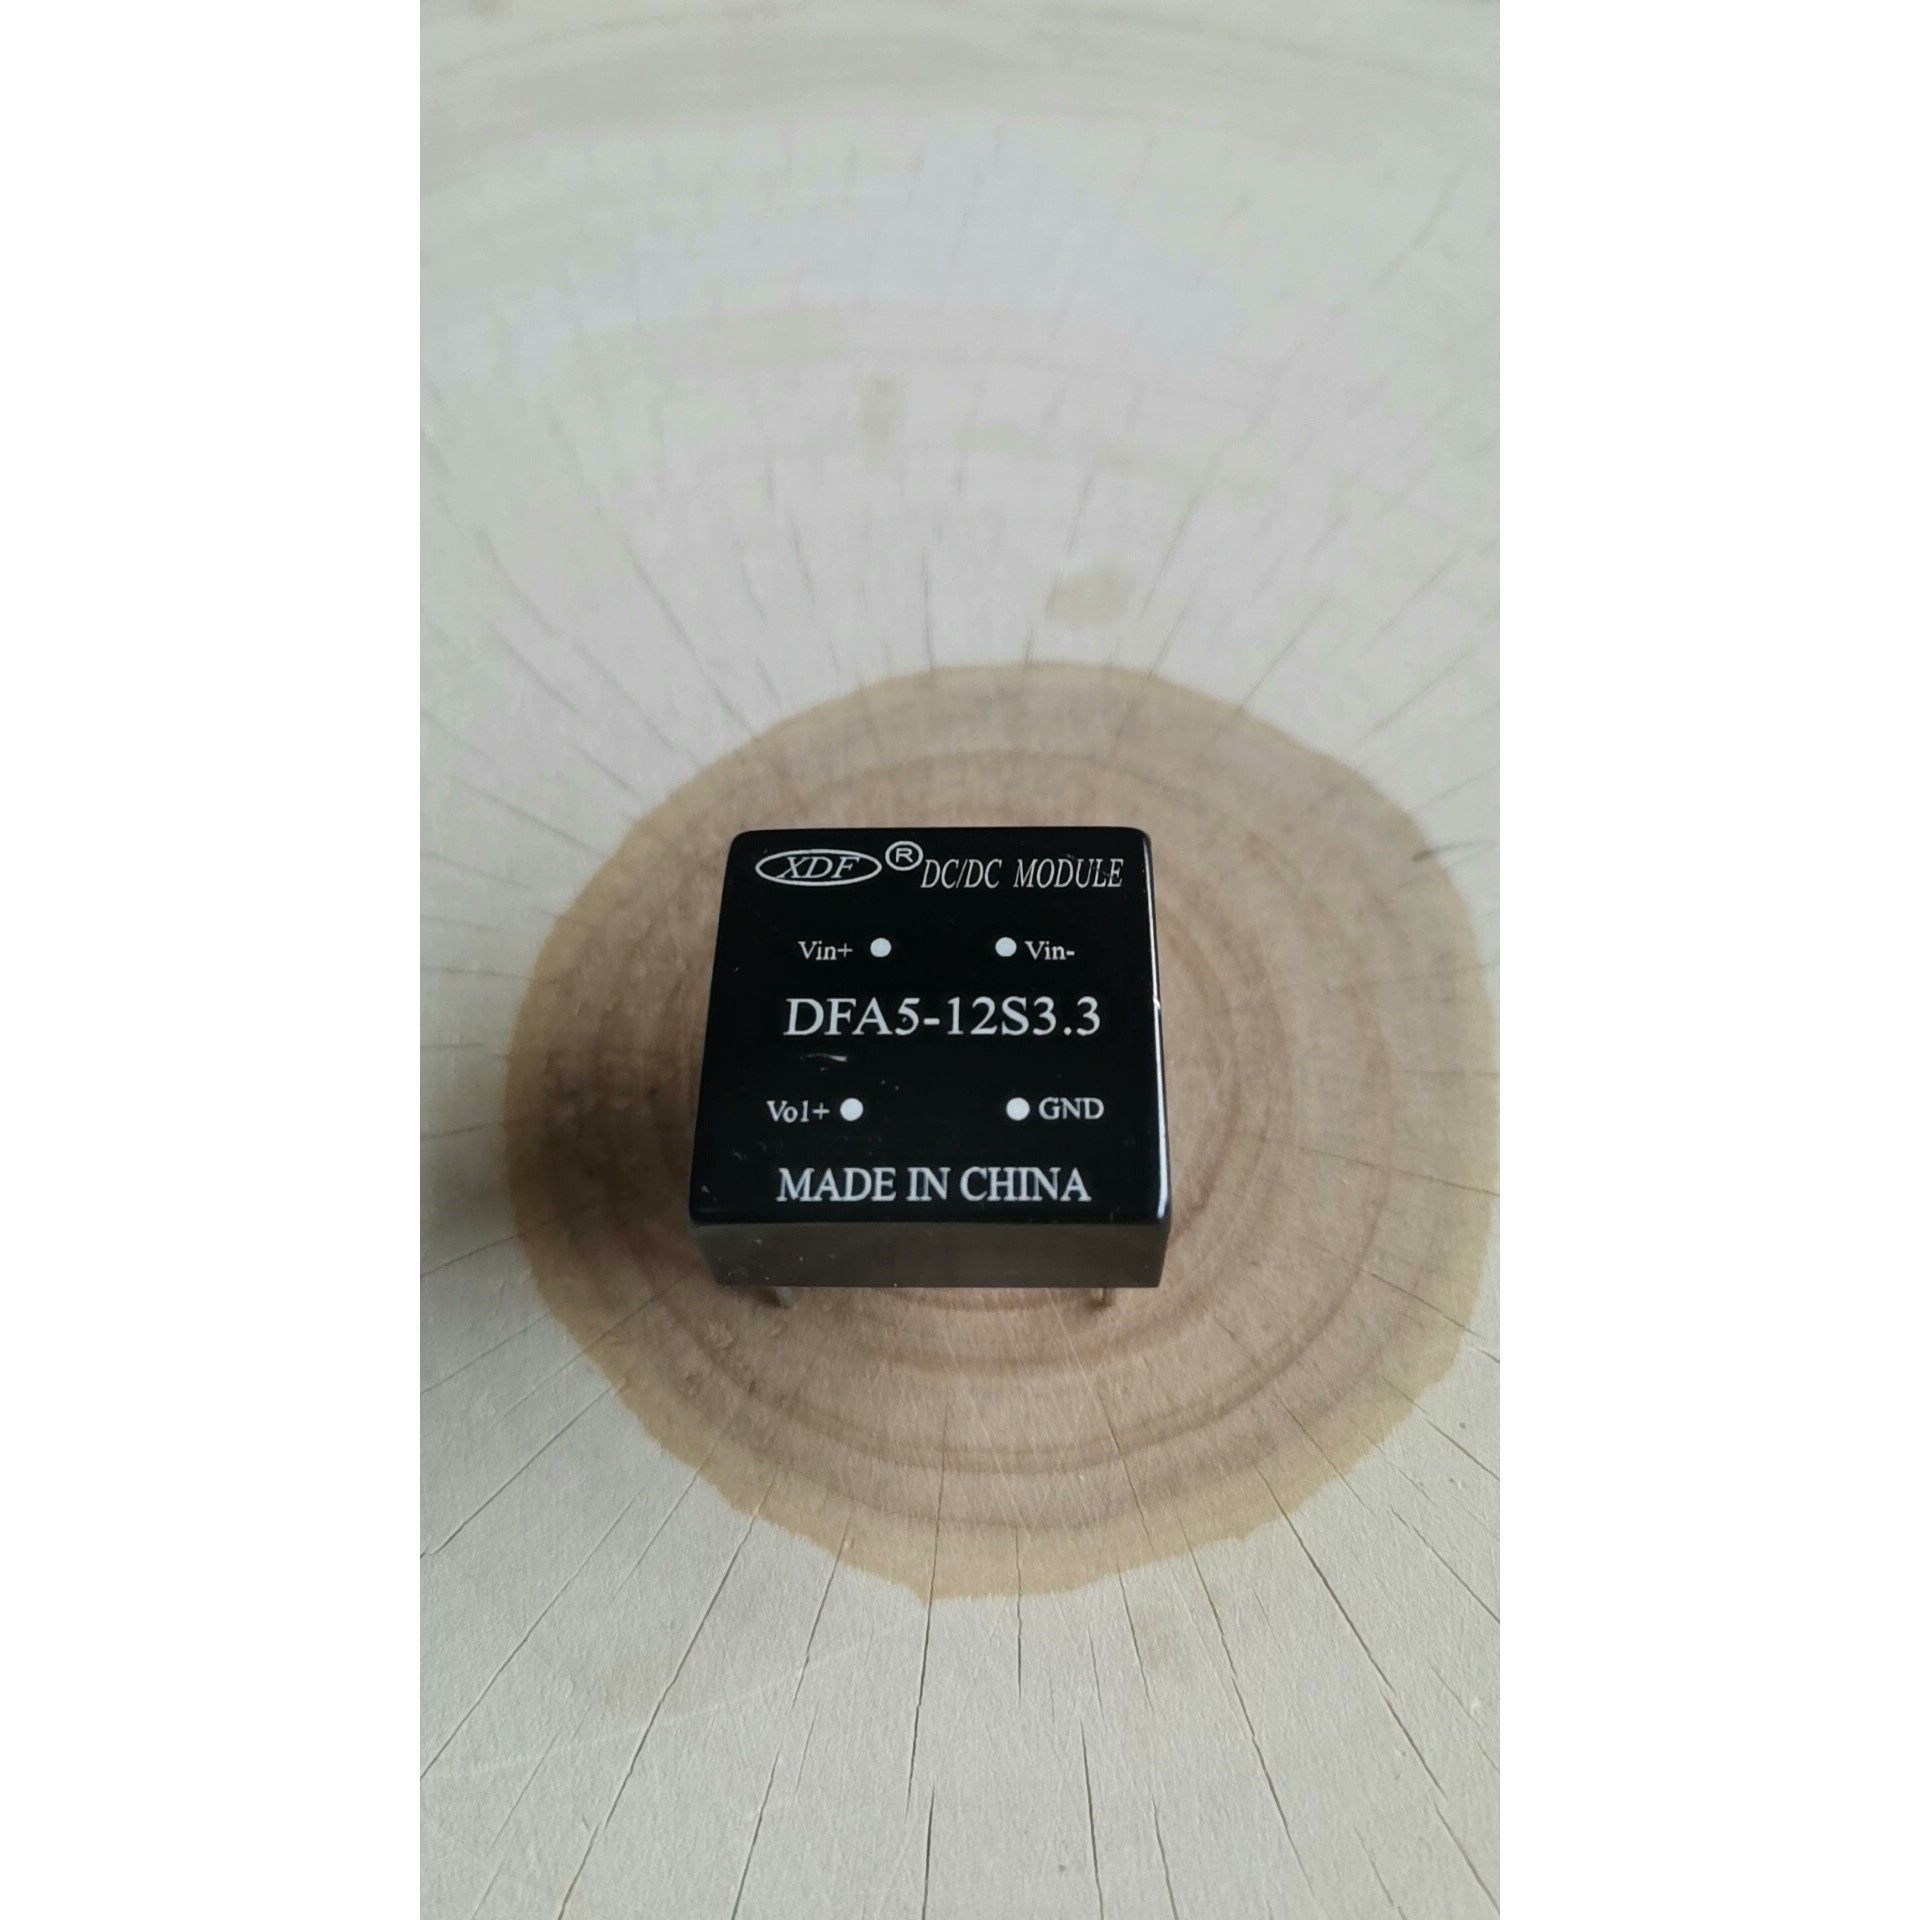 XDF ® DC/DC MODULE
Vin+ Vin-
DFA5-12S3.3
Vo1+ GND
MADE IN CHINA